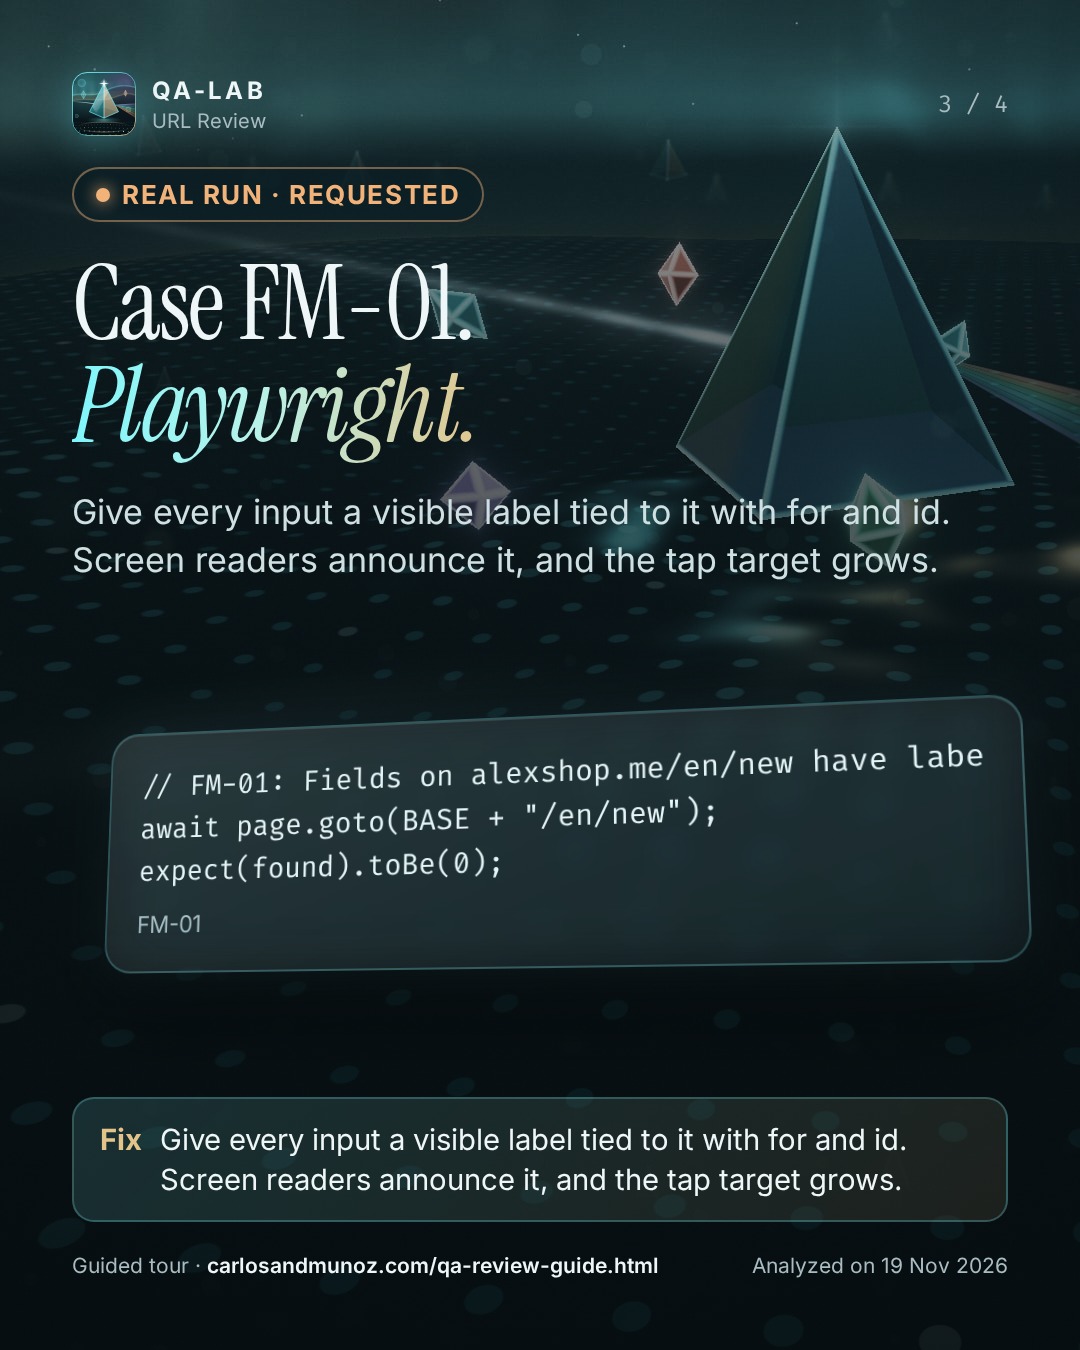 QA-LAB
URL Review
3 / 4
REAL RUN · REQUESTED
Case FM-01.
Playwright.
Give every input a visible label tied to it with for and id.
Screen readers announce it, and the tap target grows.
// FM-01: Fields on alexshop.me/en/new have labe
await page.goto(BASE + "/en/new");
expect(found).toBe(0);
FM-01
Fix Give every input a visible label tied to it with for and id.
Screen readers announce it, and the tap target grows.
Guided tour · carlosandmunoz.com/qa-review-guide.html
Analyzed on 19 Nov 2026